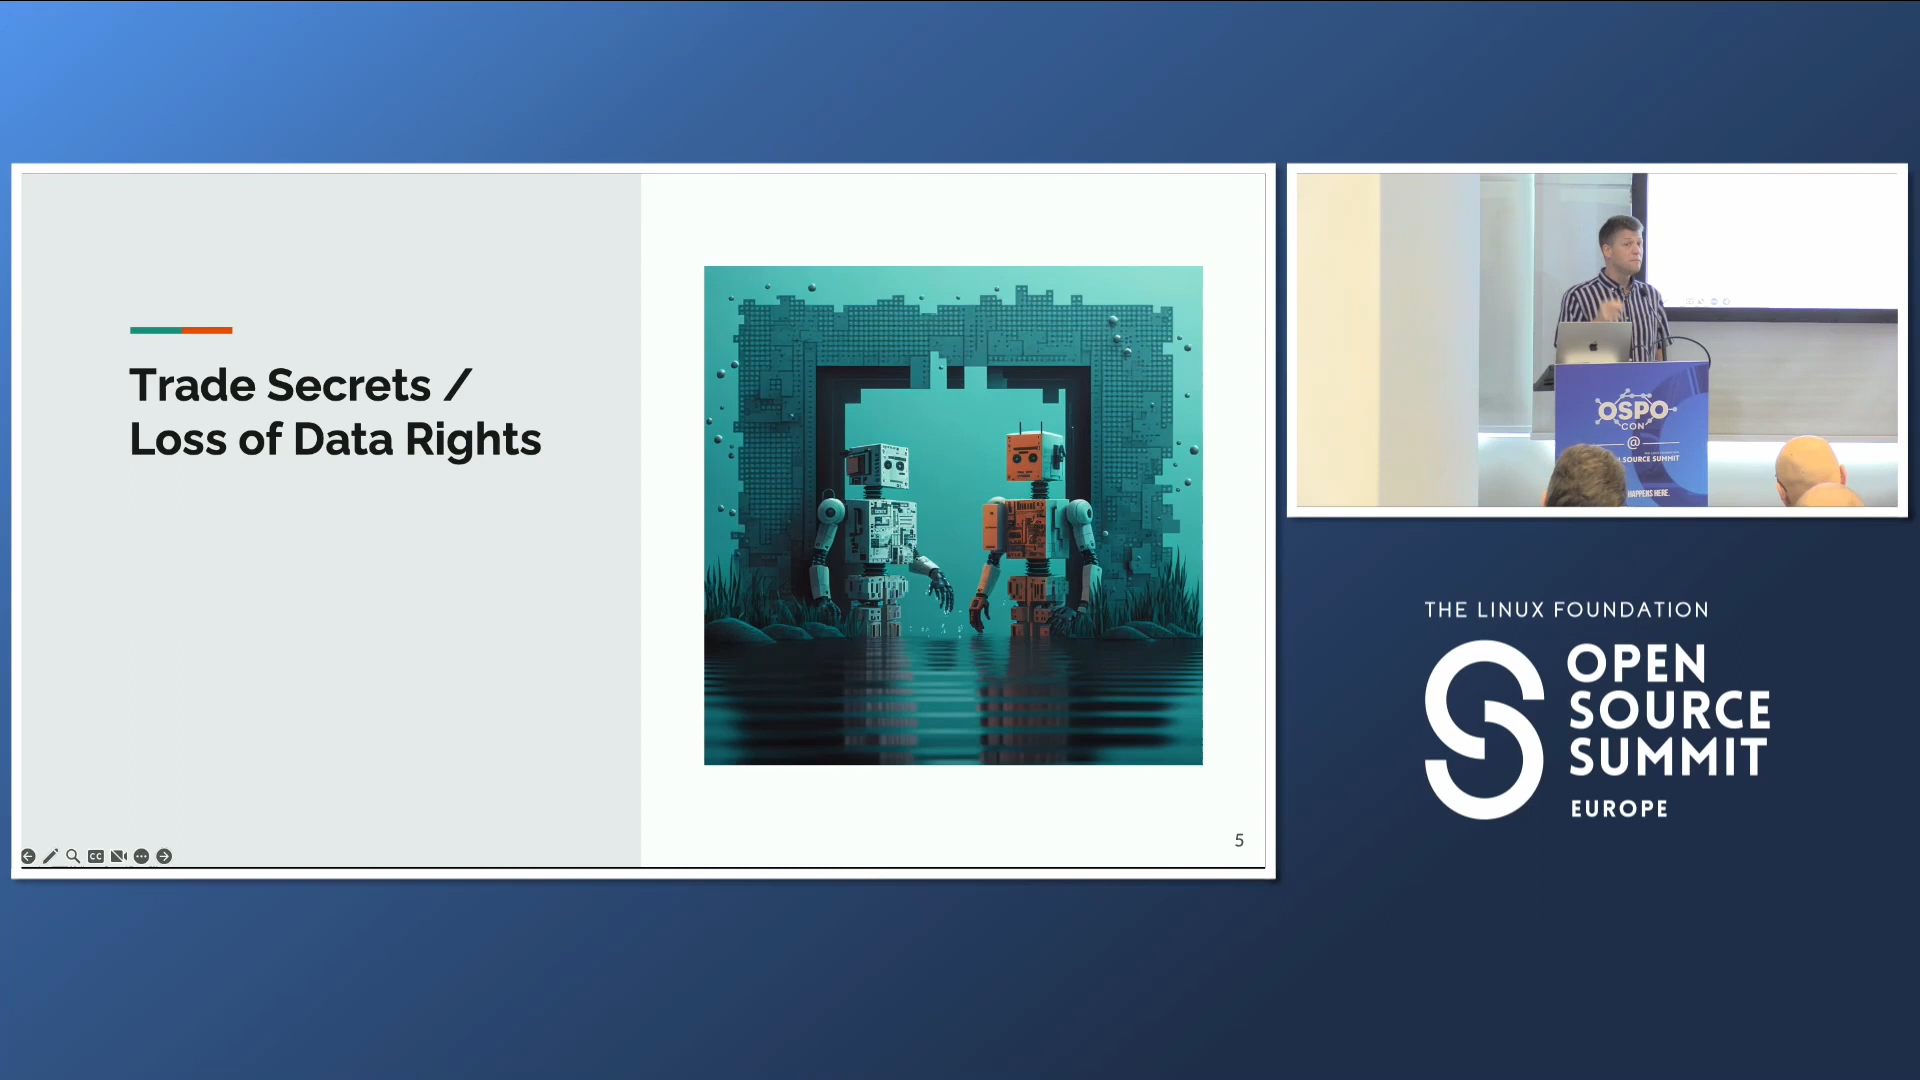 Trade Secrets /
Loss of Data Rights
5
CC
OSPO
CON
@
SOURCE SUMMIT
HAPPENS HERE.
THE LINUX FOUNDATION
OPEN
SOURCE
SUMMIT
EUROPE